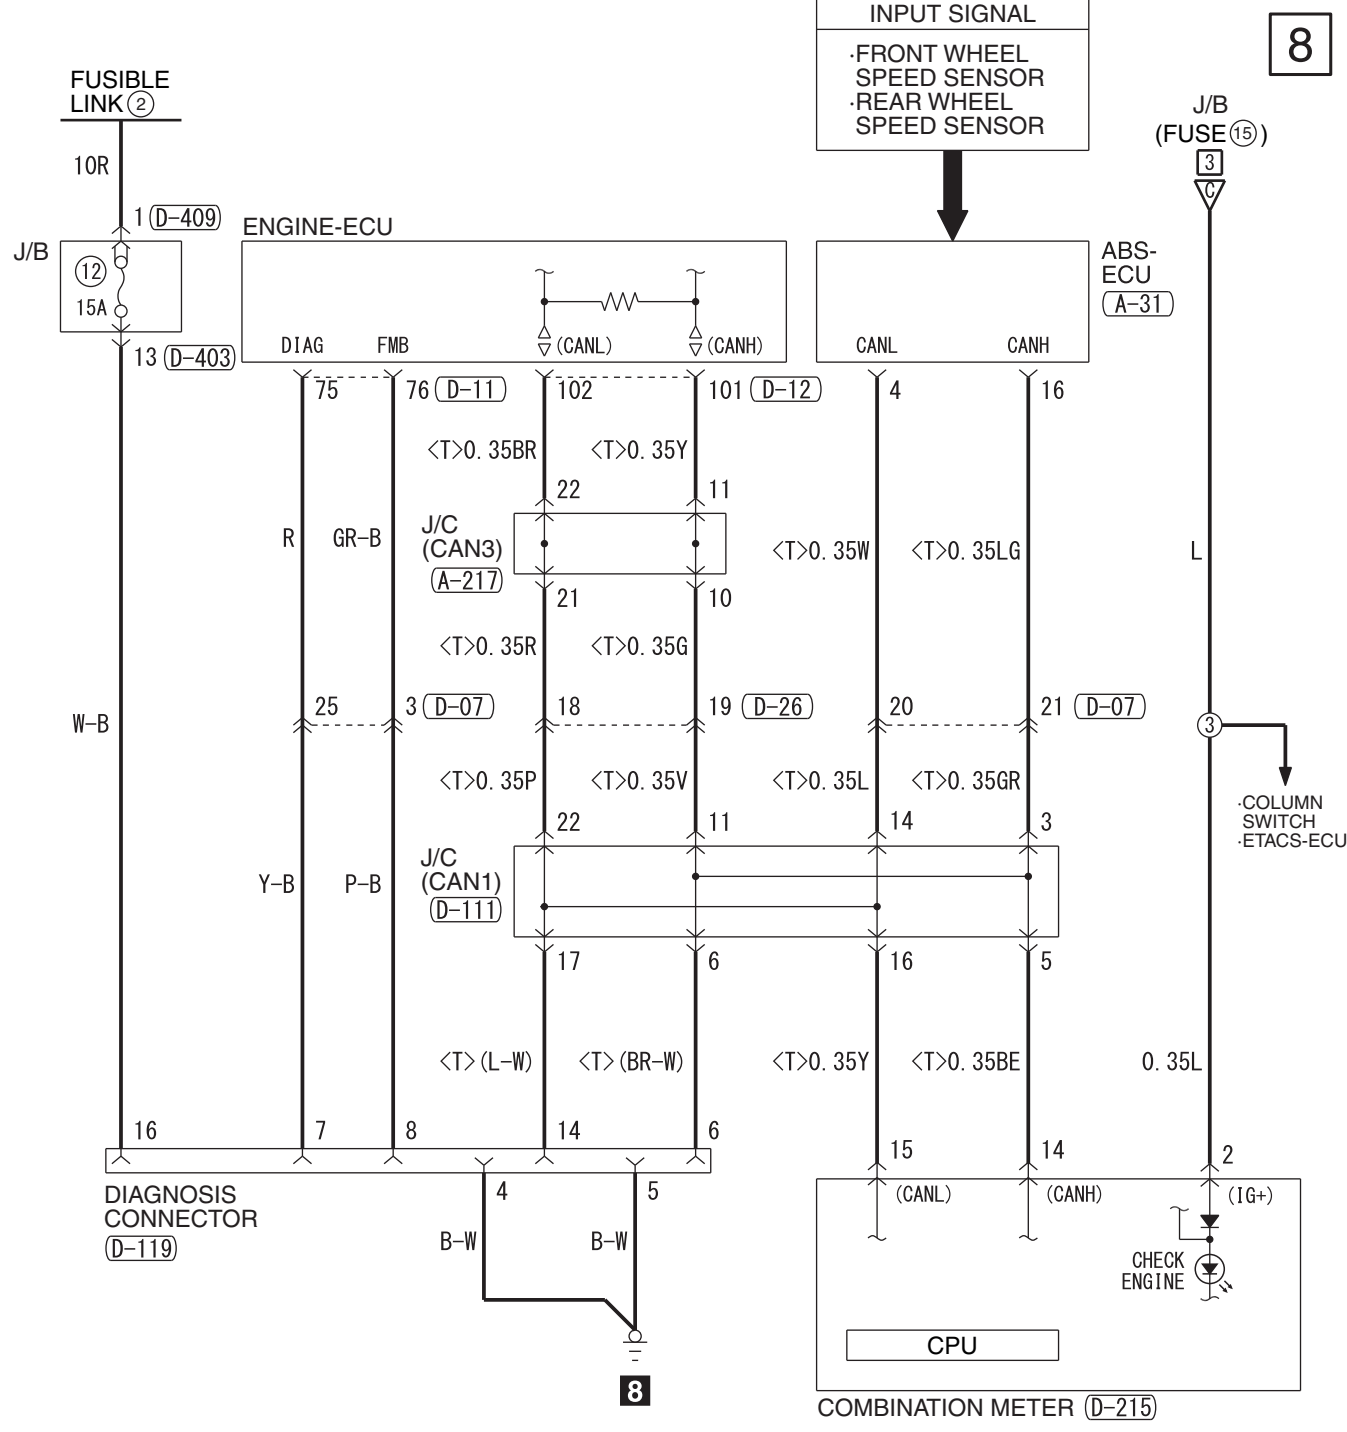 INPUT SIGNAL
·FRONT WHEEL
SPEED SENSOR
·REAR WHEEL
SPEED SENSOR
8
FUSIBLE
LINK 2
J/B
(FUSE 15)
3
C
10R
1 D-409
J/B
12
15A
13 D-403
ENGINE-ECU
DIAG FMB (CANL) (CANH)
ABS-
ECU
A-31
CANL CANH
75 76 D-11 102 101 D-12 4 16
<T>0.35BR <T>0.35Y
22 11
J/C
(CAN3)
A-217
R GR-B <T>0.35W <T>0.35LG L
21 10
<T>0.35R <T>0.35G
W-B
25 3 D-07 18 19 D-26 20 21 D-07
3
<T>0.35P <T>0.35V <T>0.35L <T>0.35GR
·COLUMN
SWITCH
·ETACS-ECU
22 11 14 3
J/C
(CAN1)
D-111
Y-B P-B
17 6 16 5
<T>(L-W) <T>(BR-W) <T>0.35Y <T>0.35BE 0.35L
16 7 8 14 6 15 14 2
4 5
DIAGNOSIS
CONNECTOR
D-119
B-W B-W
8
(CANL) (CANH) (IG+)
CHECK
ENGINE
CPU
COMBINATION METER D-215